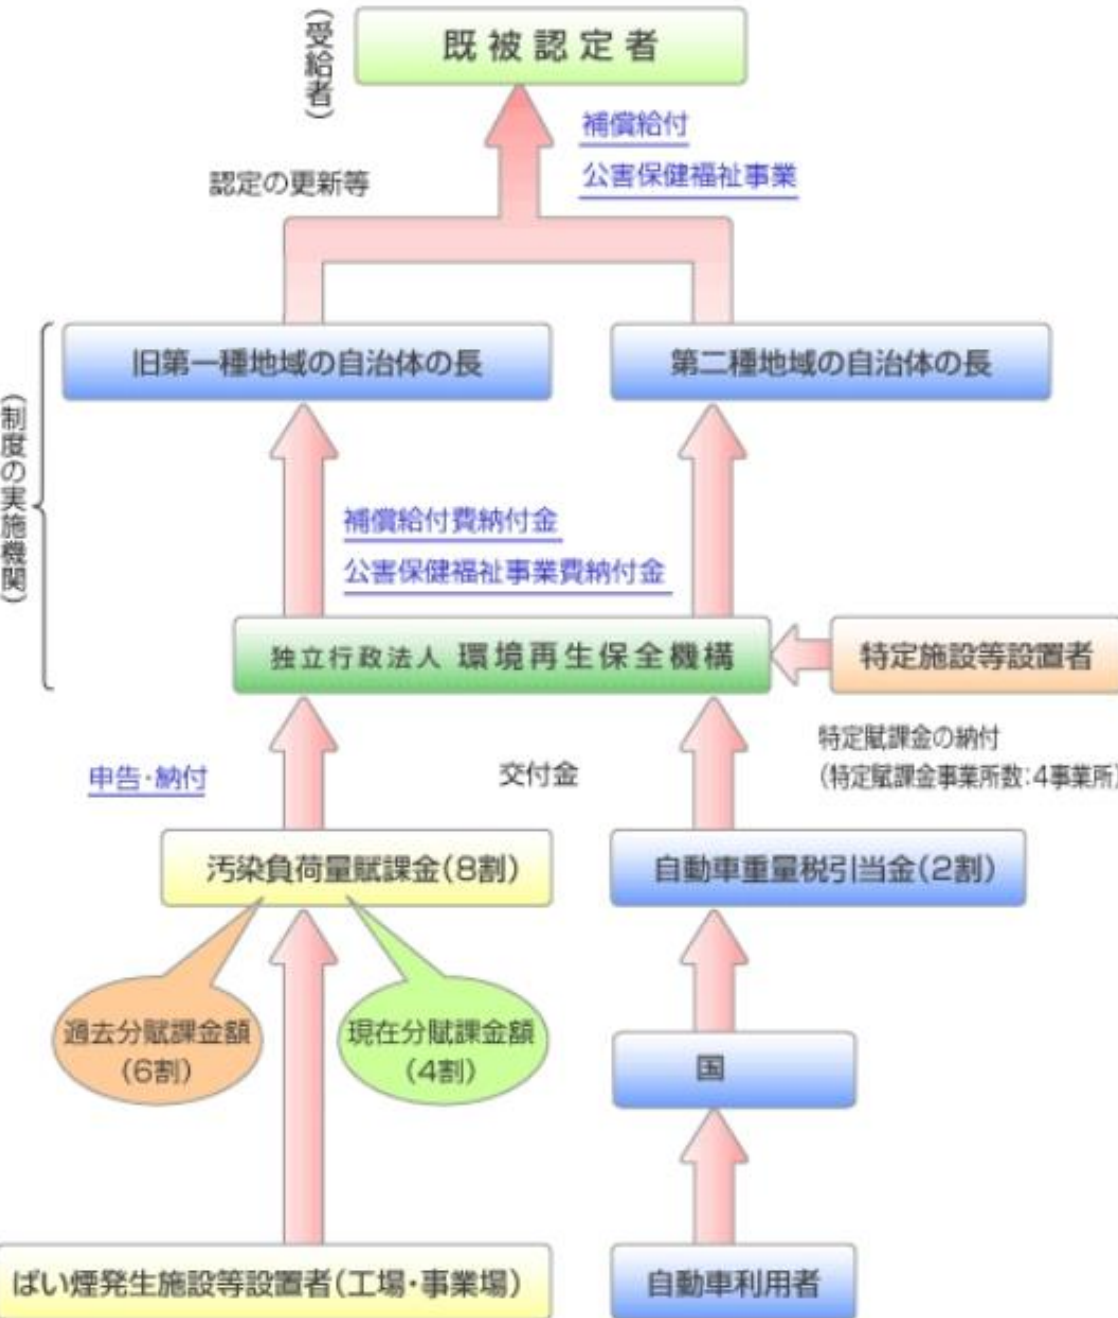 (受給者)
既被認定者
補償給付
公害保健福祉事業
認定の更新等
旧第一種地域の自治体の長
第二種地域の自治体の長
(制度の実施機関)
補償給付費納付金
公害保健福祉事業費納付金
独立行政法人 環境再生保全機構
特定施設等設置者
特定賦課金の納付
(特定賦課金事業所数:4事業所)
申告・納付
交付金
汚染負荷量賦課金(8割)
自動車重量税引当金(2割)
過去分賦課金額
(6割)
現在分賦課金額
(4割)
国
ばい煙発生施設等設置者(工場・事業場)
自動車利用者